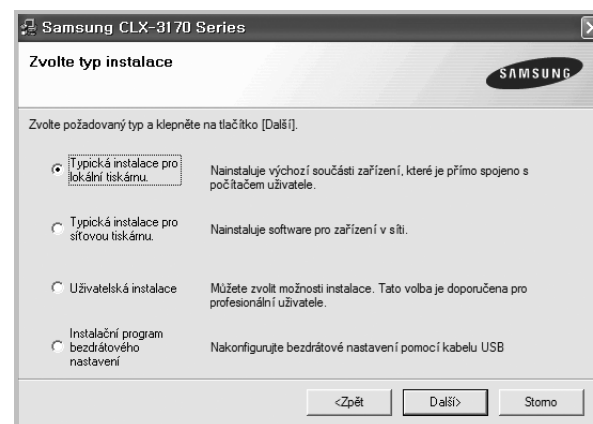 Samsung CLX-3170 Series
Zvolte typ instalace
SAMSUNG
Zvolte požadovaný typ a klepněte na tlačítko [Další].
Typická instalace pro
lokální tiskárnu.
Nainstaluje výchozí součásti zařízení, které je přímo spojeno s
počítačem uživatele.
Typická instalace pro
síťovou tiskárnu.
Nainstaluje software pro zařízení v síti.
Uživatelská instalace
Můžete zvolit možnosti instalace. Tato volba je doporučena pro
profesionální uživatele.
Instalační program
bezdrátového
nastavení
Nakonfigurujte bezdrátové nastavení pomocí kabelu USB
<Zpět
Další>
Storno